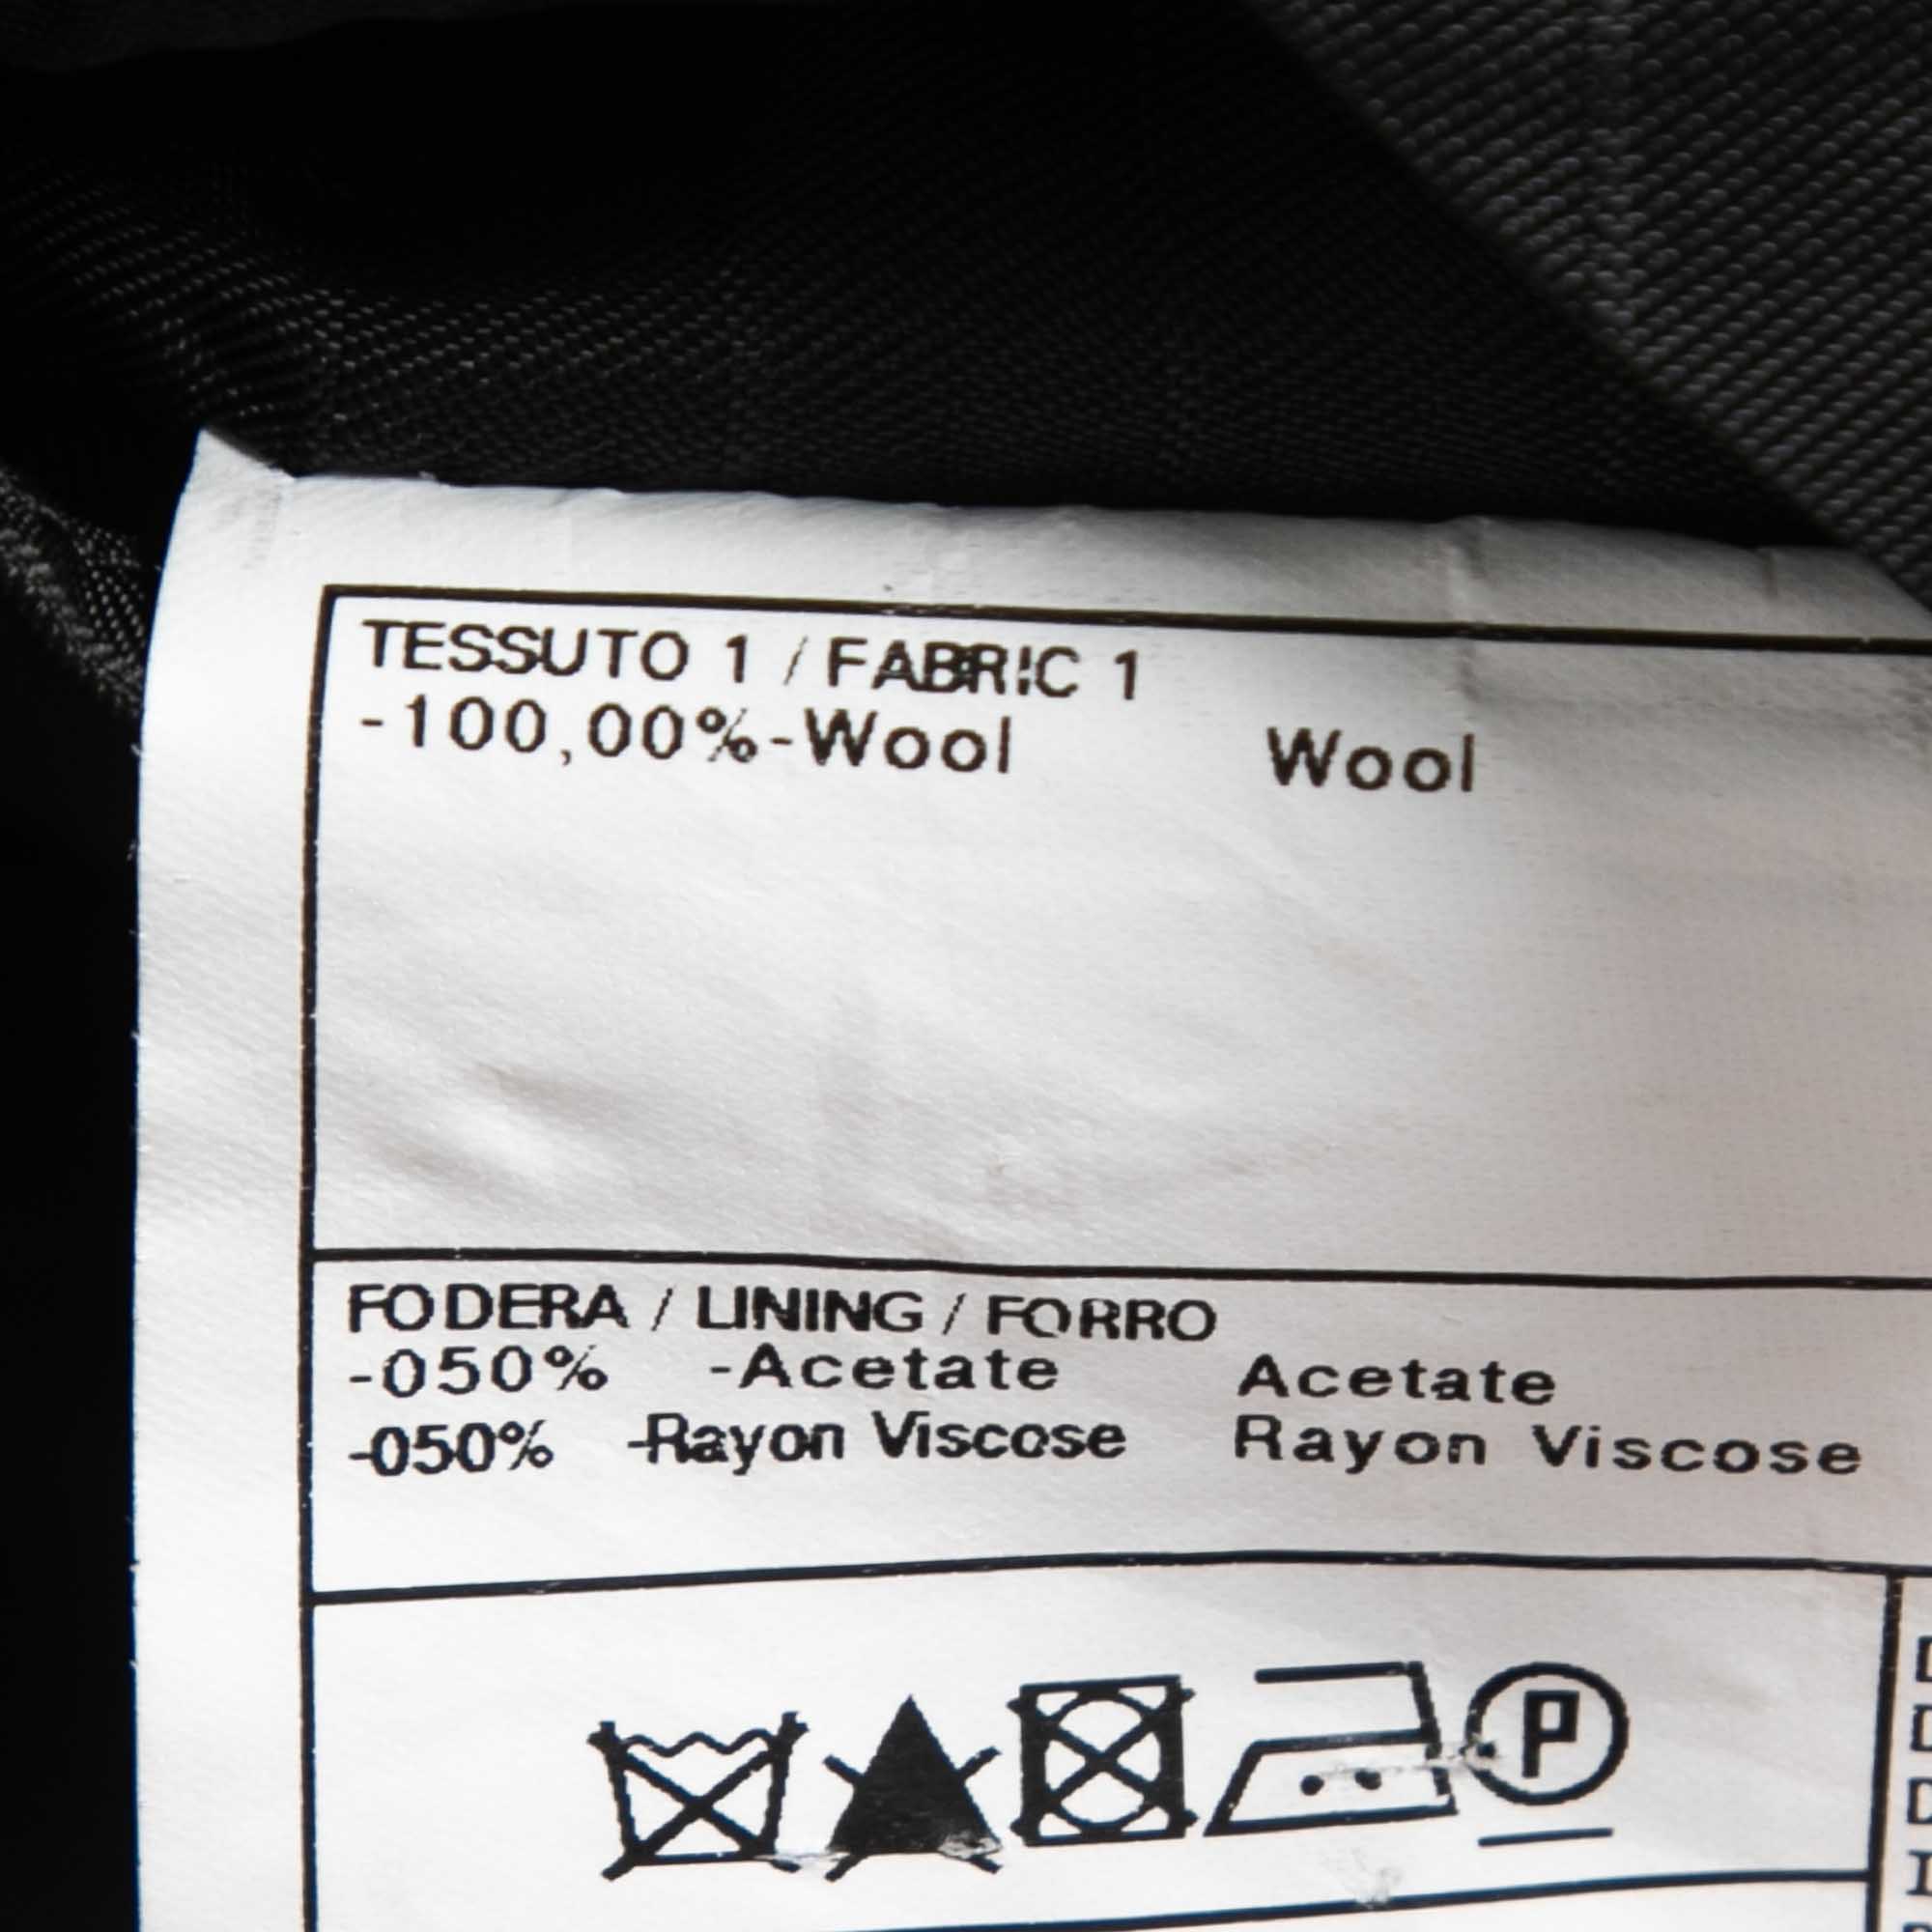 TESSUTO 1 / FABRIC 1
-100,00%-Wool Wool
FODERA / LINING / FORRO
-050% -Acetate Acetate
-050% -Rayon Viscose Rayon Viscose
P